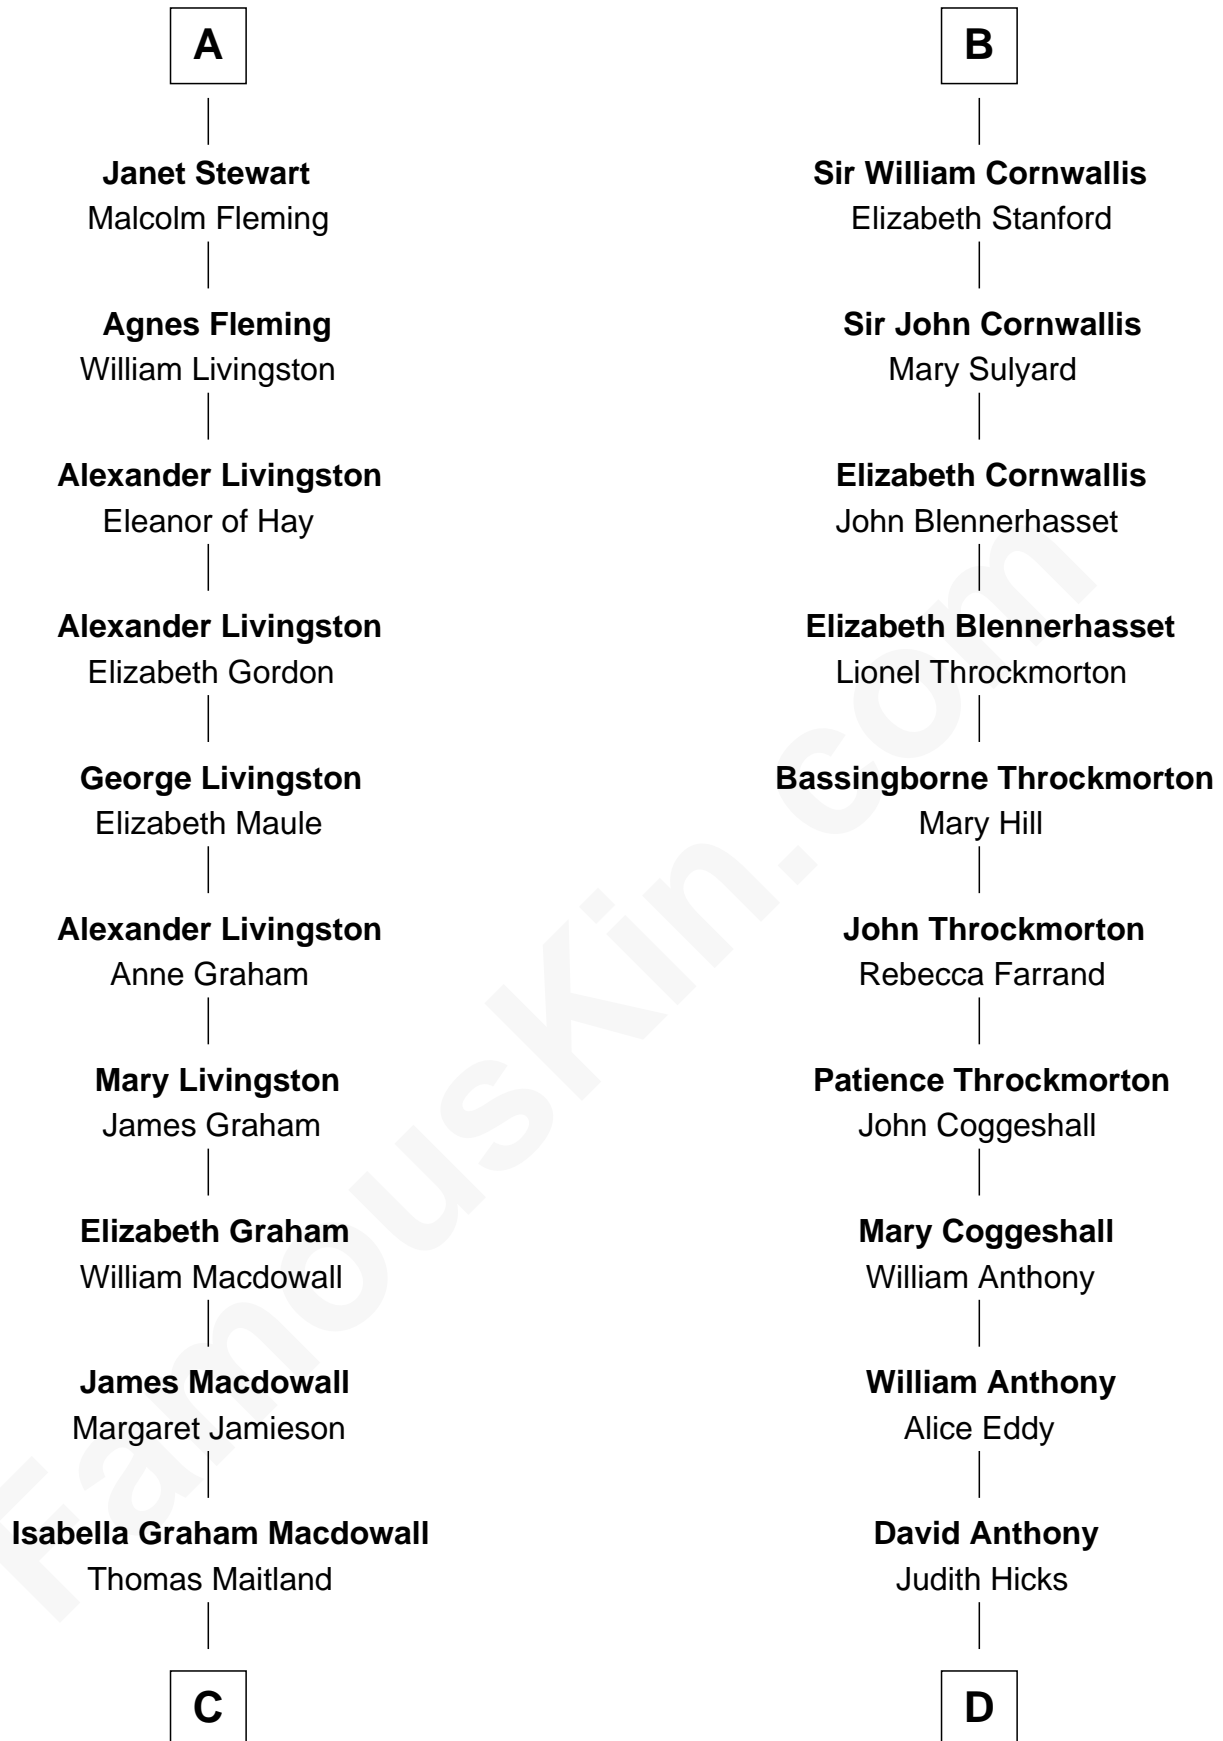 A
Janet Stewart
Malcolm Fleming
Agnes Fleming
William Livingston
Alexander Livingston
Eleanor of Hay
Alexander Livingston
Elizabeth Gordon
George Livingston
Elizabeth Maule
Alexander Livingston
Anne Graham
Mary Livingston
James Graham
Elizabeth Graham
William Macdowall
James Macdowall
Margaret Jamieson
Isabella Graham Macdowall
Thomas Maitland
C
B
Sir William Cornwallis
Elizabeth Stanford
Sir John Cornwallis
Mary Sulyard
Elizabeth Cornwallis
John Blennerhasset
Elizabeth Blennerhasset
Lionel Throckmorton
Bassingborne Throckmorton
Mary Hill
John Throckmorton
Rebecca Farrand
Patience Throckmorton
John Coggeshall
Mary Coggeshall
William Anthony
William Anthony
Alice Eddy
David Anthony
Judith Hicks
D
FamousKin.com